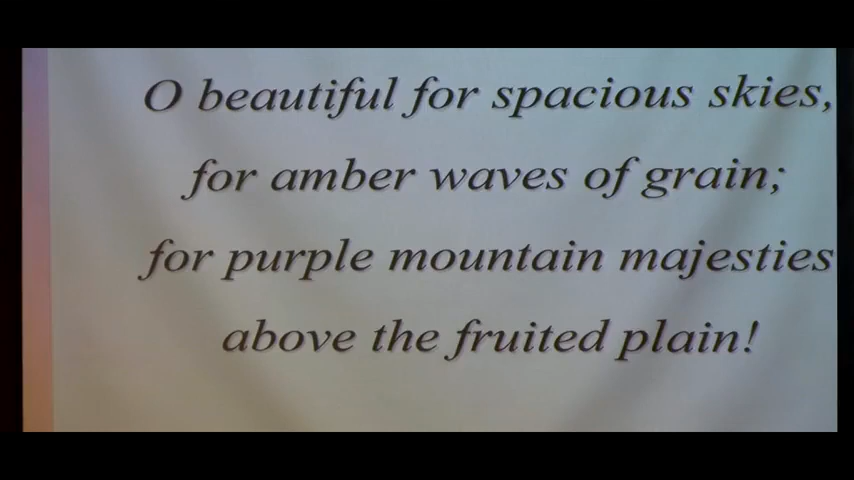 O beautiful for spacious skies,
for amber waves of grain;
for purple mountain majesties
above the fruited plain!